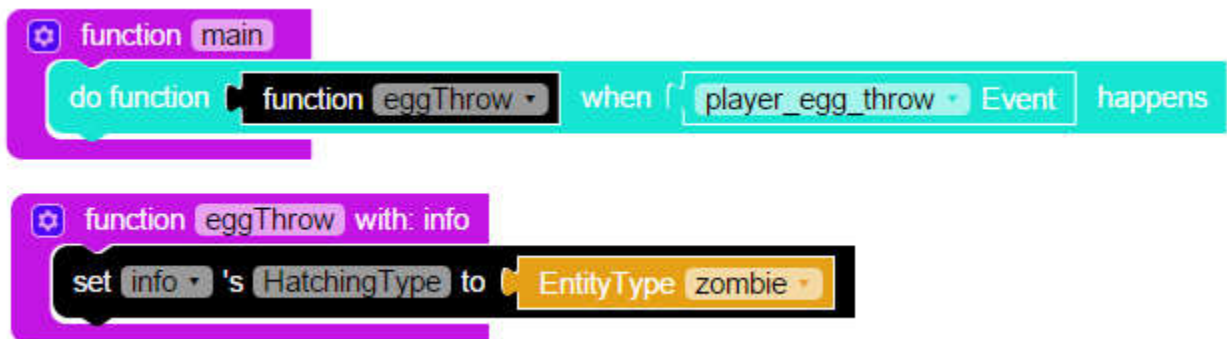 function main
do function function eggThrow when player_egg_throw Event happens
function eggThrow with: info
set info 's HatchingType to EntityType zombie